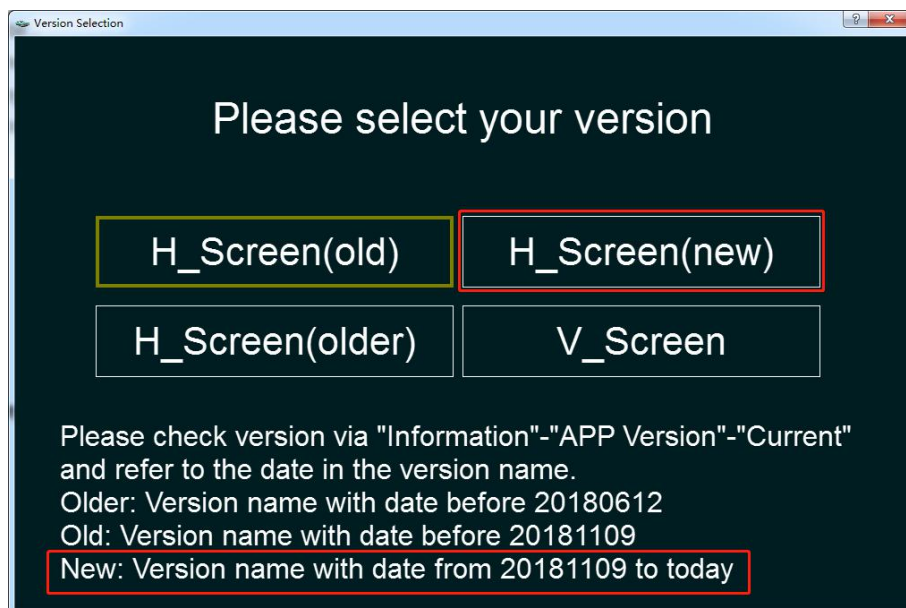 Version Selection
Please select your version
H_Screen(old)
H_Screen(new)
H_Screen(older)
V_Screen
Please check version via "Information"-"APP Version"-"Current"
and refer to the date in the version name.
Older: Version name with date before 20180612
Old: Version name with date before 20181109
New: Version name with date from 20181109 to today